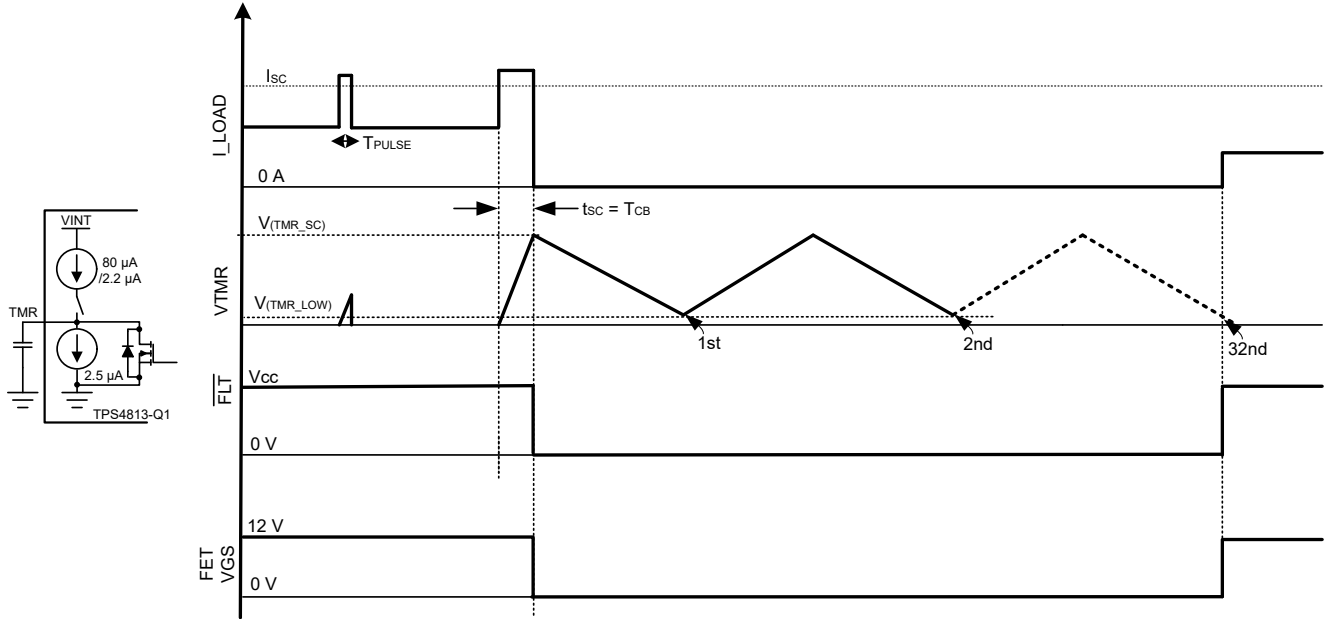 VINT
80 µA
/2.2 µA
TMR
2.5 µA
TPS4813-Q1
I_LOAD
ISC
TPULSE
0 A
tSC = TCB
VTMR
V(TMR_SC)
V(TMR_LOW)
1st
2nd
32nd
FLT
Vcc
0 V
FET
VGS
12 V
0 V